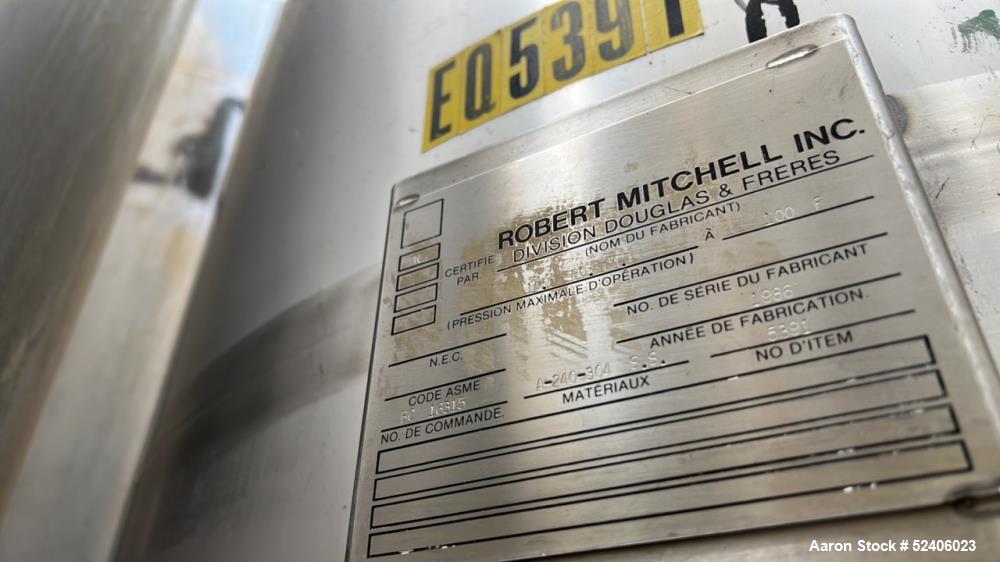 EQ5391
ROBERT MITCHELL INC.
DIVISION DOUGLAS & FRERES
CERTIFIE
PAR.
(NOM DU FABRICANT)
À
100 F
(PRESSION MAXIMALE D'OPÉRATION)
NO. DE SÉRIE DU FABRICANT
1986
N.E.C.
ANNÉE DE FABRICATION.
5391
CODE ASME
A-240-304 S.S.
MATÉRIAUX
NO D'ITEM
BC 16315
NO. DE COMMANDE.
Aaron Stock # 52406023